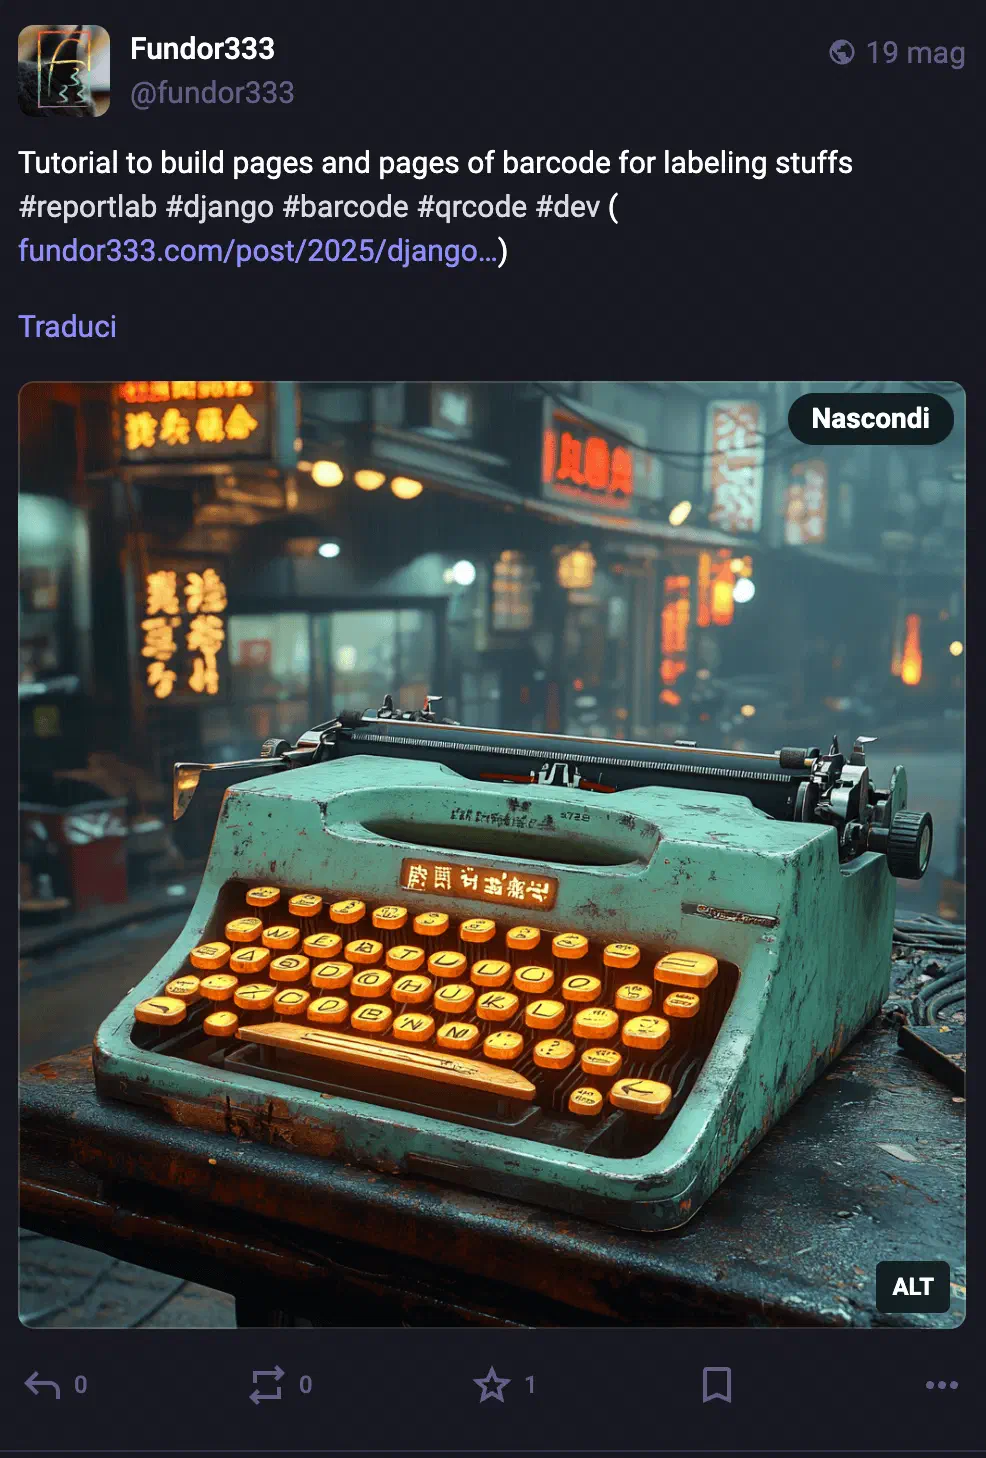 Fundor333
19 mag
@fundor333
Tutorial to build pages and pages of barcode for labeling stuffs
#reportlab #django #barcode #qrcode #dev (
fundor333.com/post/2025/django...)
Traduci
Nascondi
ALT
0
0
1